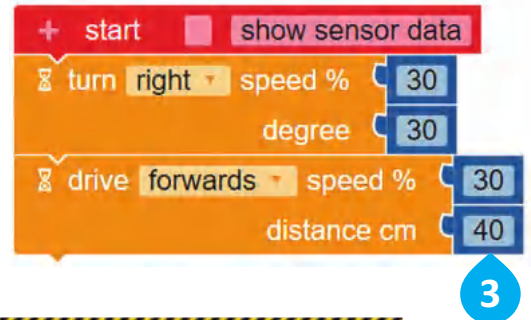 + start show sensor data
turn right speed % 30
degree 30
drive forwards speed % 30
distance cm 40
3